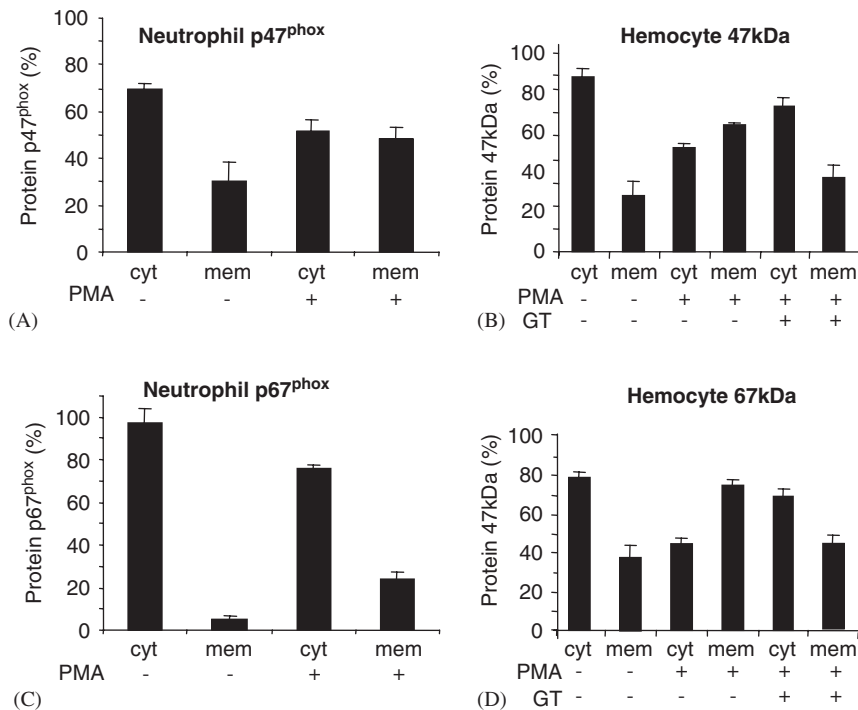 Neutrophil p47phox
Protein p47phox (%)
100
80
60
40
20
0
cyt mem cyt mem
PMA - - + +
(A)
Hemocyte 47kDa
Protein 47kDa (%)
100
80
60
40
20
0
cyt mem cyt mem cyt mem
PMA - - + + + +
(B) GT - - - - + +
Neutrophil p67phox
Protein p67phox (%)
100
80
60
40
20
0
cyt mem cyt mem
PMA - - + +
(C)
Hemocyte 67kDa
Protein 47kDa (%)
100
80
60
40
20
0
cyt mem cyt mem cyt mem
PMA - - + + + +
(D) GT - - - - + +